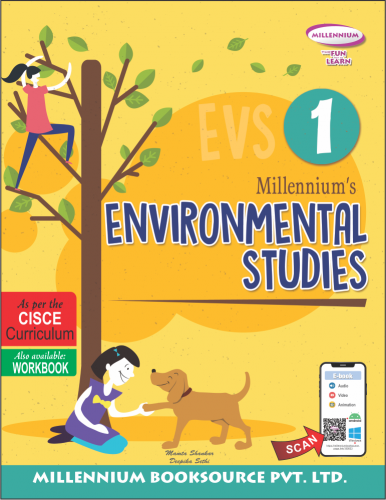 MILLENNIUM
FUN
LEARN
EVS 1
Millennium's
ENVIRONMENTAL
STUDIES
As per the
CISCE
Curriculum
Also available:
WORKBOOK
E-book
Audio
Video
Animation
SCAN
Mamta Shankar
Deepika Sethi
MILLENNIUM BOOKSOURCE PVT. LTD.